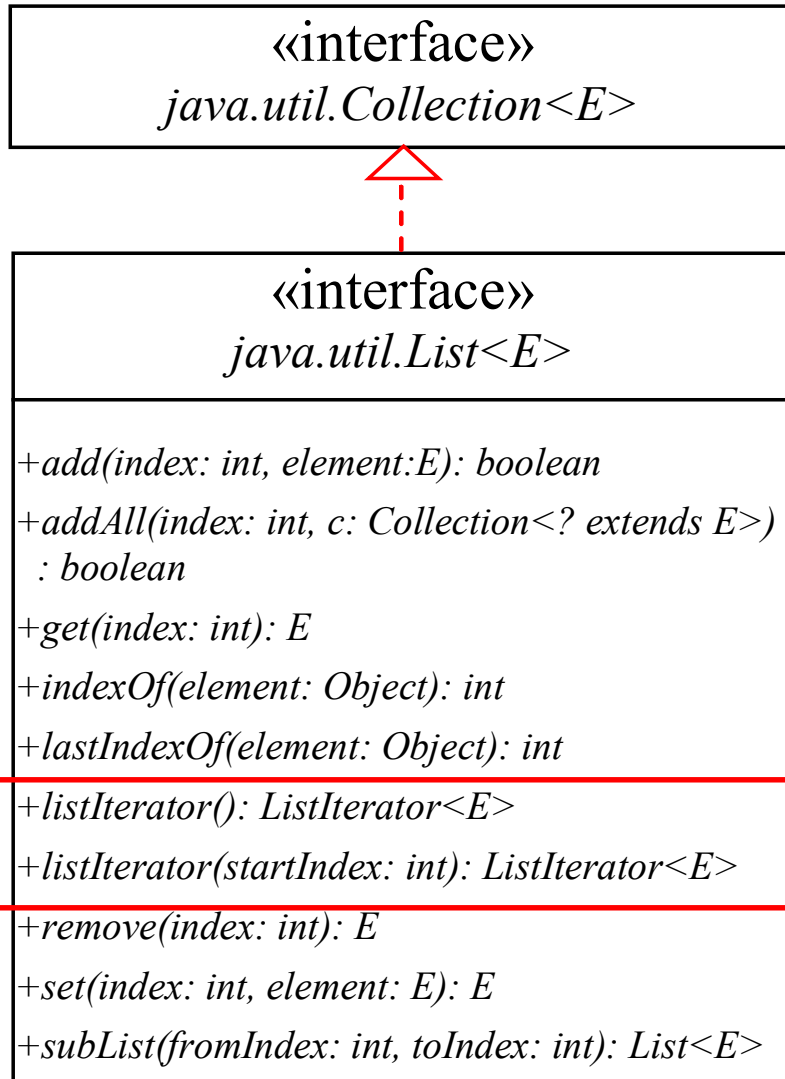 «interface»
java.util.Collection<E>
«interface»
java.util.List<E>
+add(index: int, element:E): boolean
+addAll(index: int, c: Collection<? extends E>)
: boolean
+get(index: int): E
+indexOf(element: Object): int
+lastIndexOf(element: Object): int
+listIterator(): ListIterator<E>
+listIterator(startIndex: int): ListIterator<E>
+remove(index: int): E
+set(index: int, element: E): E
+subList(fromIndex: int, toIndex: int): List<E>